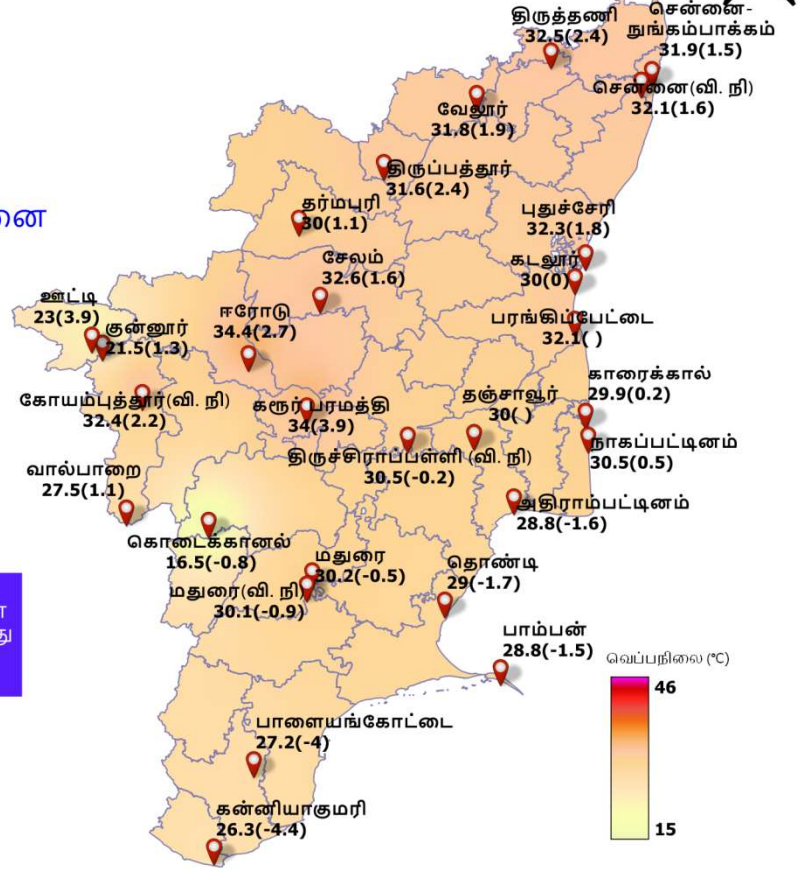 திருத்தணி
32.5(2.4)
சென்னை-
நுங்கம்பாக்கம்
31.9(1.5)
சென்னை(வி. நி)
32.1(1.6)
வேலூர்
31.8(1.9)
திருப்பத்தூர்
31.6(2.4)
தர்மபுரி
30(1.1)
புதுச்சேரி
32.3(1.8)
சேலம்
32.6(1.6)
கடலூர்
30(0)
ஊட்டி
23(3.9)
குன்னூர்
21.5(1.3)
ஈரோடு
34.4(2.7)
பரங்கிப்பேட்டை
32.1( )
காரைக்கால்
29.9(0.2)
கோயம்புத்தூர்(வி. நி)
32.4(2.2)
கரூர் பரமத்தி
34(3.9)
தஞ்சாவூர்
30( )
நாகப்பட்டினம்
30.5(0.5)
திருச்சிராப்பள்ளி (வி. நி)
30.5(-0.2)
வால்பாறை
27.5(1.1)
அதிராம்பட்டினம்
28.8(-1.6)
கொடைக்கானல்
16.5(-0.8)
மதுரை
30.2(-0.5)
மதுரை(வி. நி)
30.1(-0.9)
தொண்டி
29(-1.7)
பாம்பன்
28.8(-1.5)
வெப்பநிலை (°C)
46
15
பாளையங்கோட்டை
27.2(-4)
கன்னியாகுமரி
26.3(-4.4)